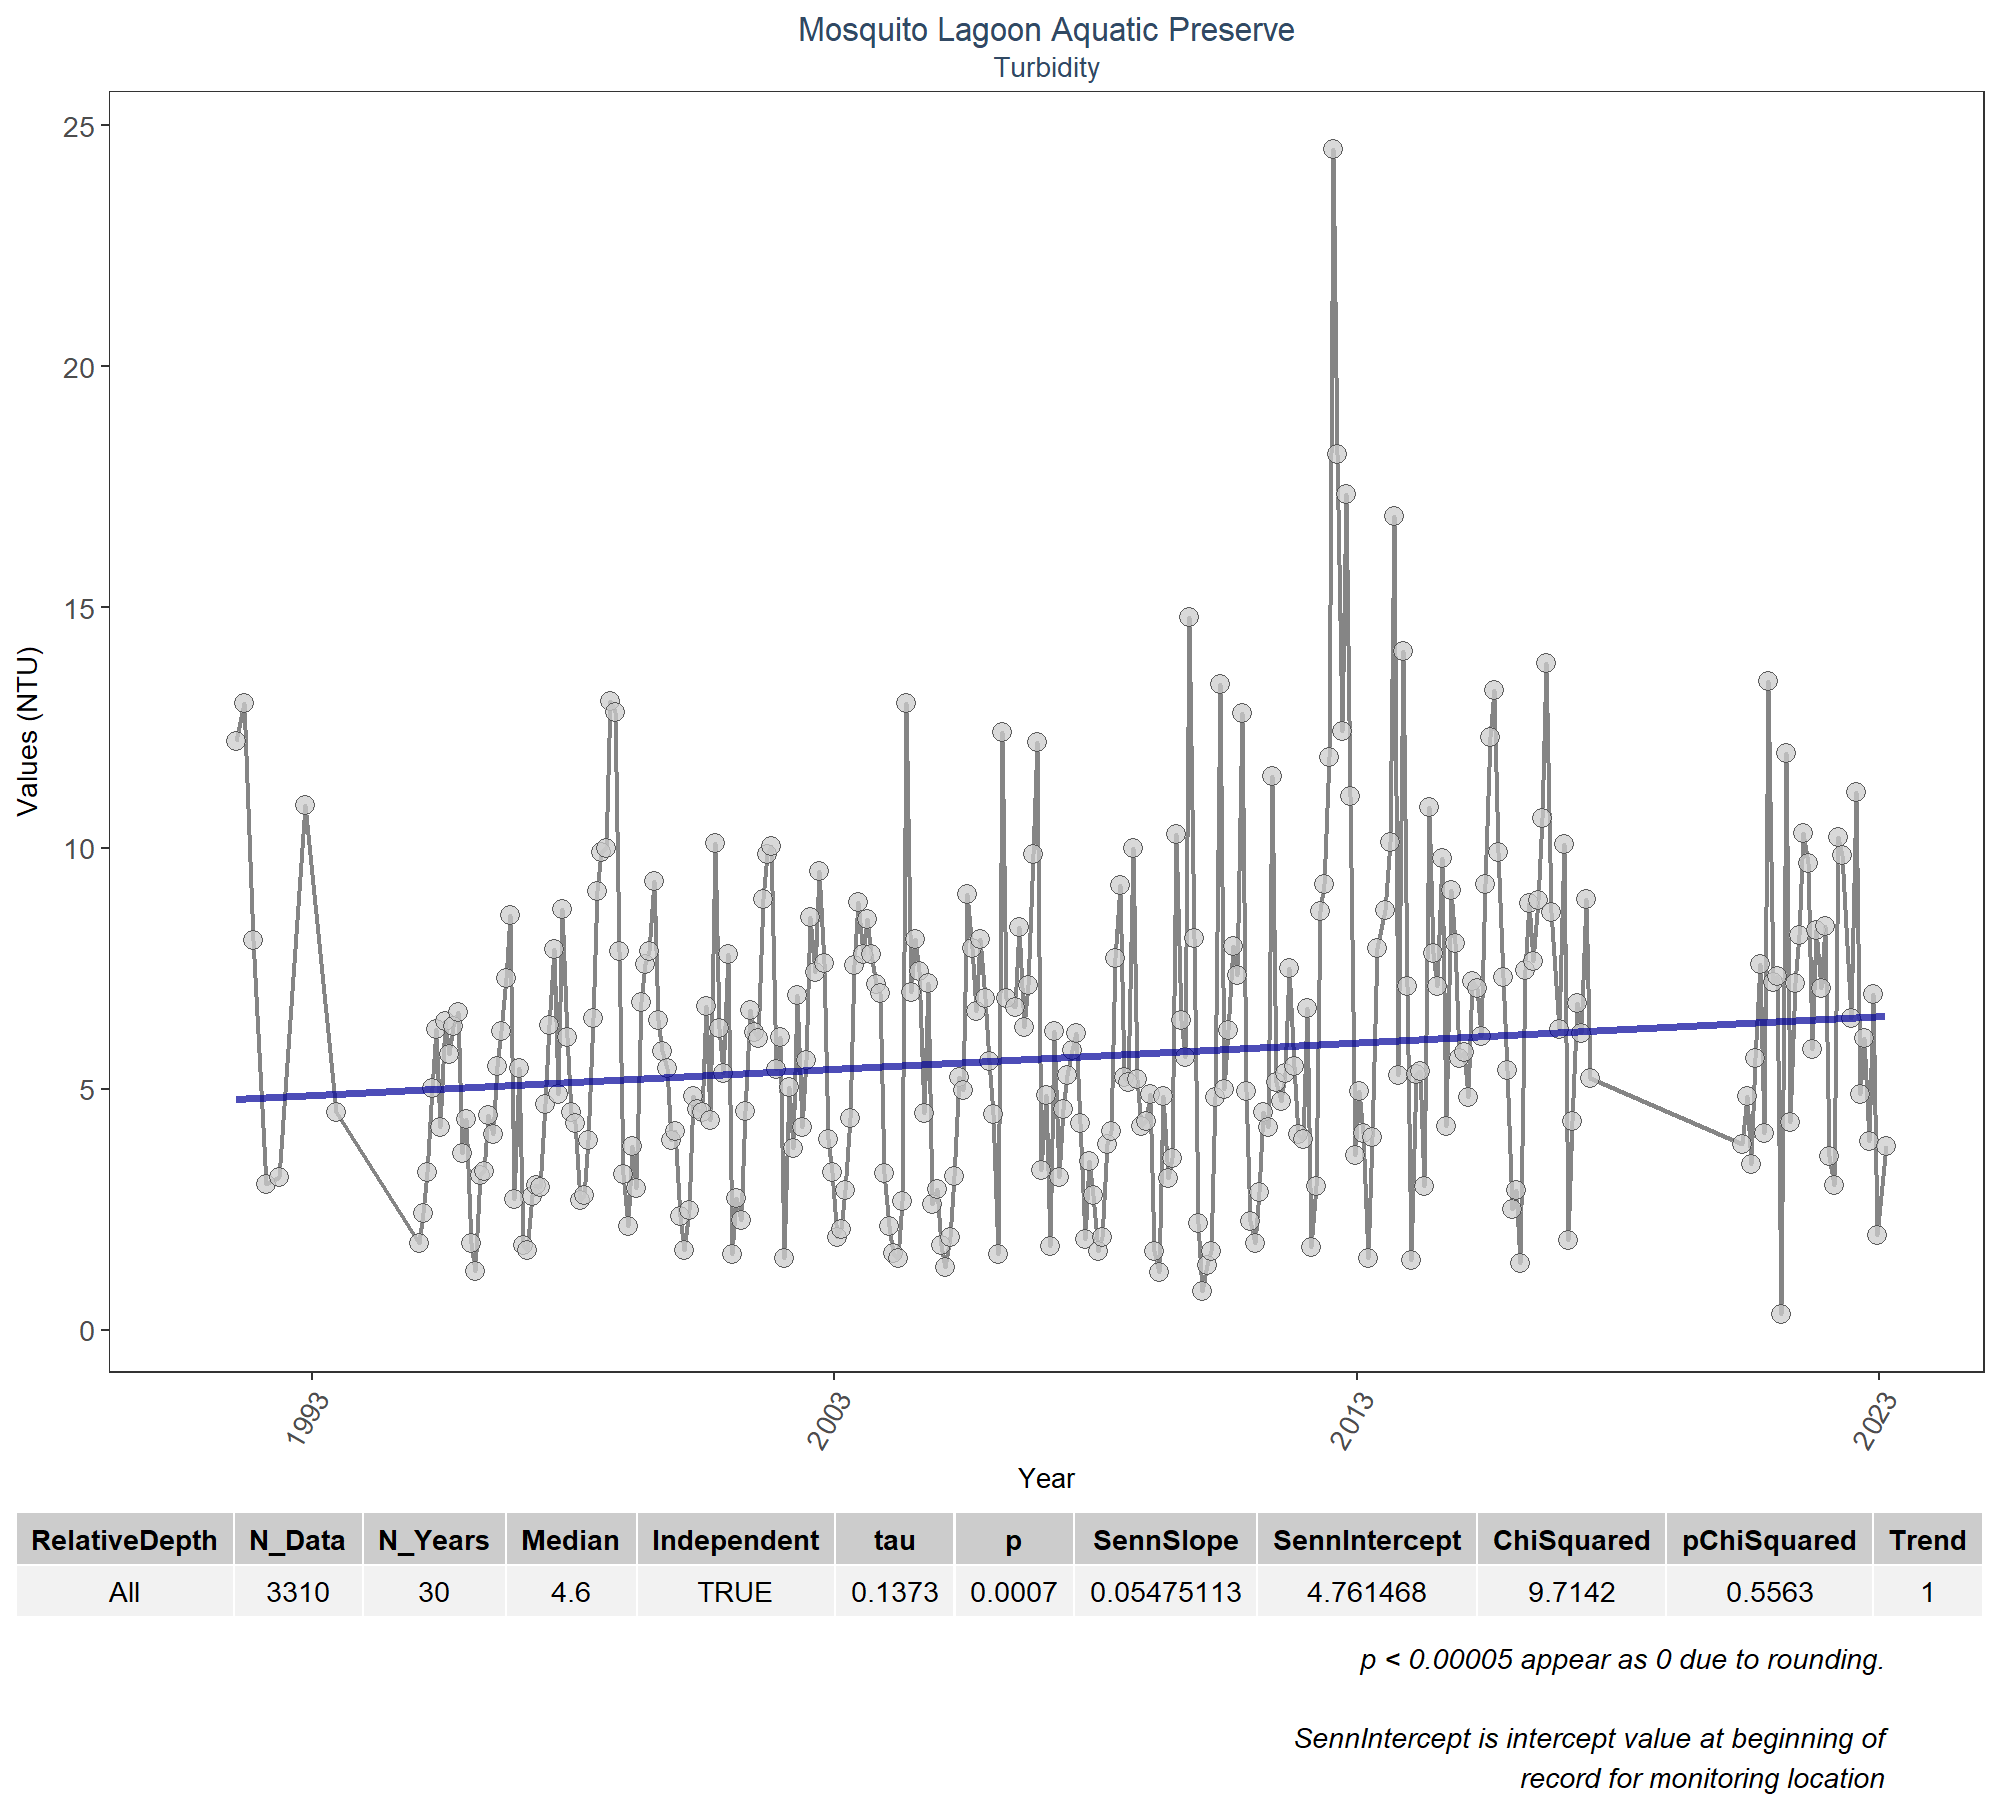 Mosquito Lagoon Aquatic Preserve
Turbidity
25
20
15
10
5
0
Values (NTU)
1993
2003
2013
2023
Year
RelativeDepth N_Data N_Years Median Independent tau p SennSlope SennIntercept ChiSquared pChiSquared Trend
All 3310 30 4.6 TRUE 0.1373 0.0007 0.05475113 4.761468 9.7142 0.5563 1
p < 0.00005 appear as 0 due to rounding.
SennIntercept is intercept value at beginning of
record for monitoring location